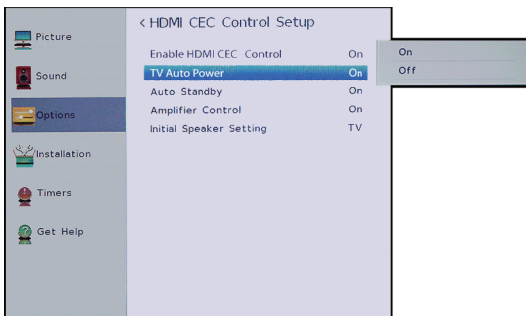 Picture
Sound
Options
Installation
Timers
Get Help
< HDMI CEC Control Setup
Enable HDMI CEC Control On
TV Auto Power On
Auto Standby On
Amplifier Control On
Initial Speaker Setting TV
On
Off